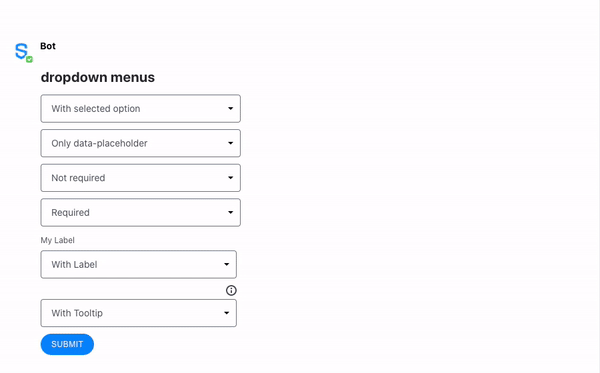 Bot
dropdown menus
With selected option
Only data-placeholder
Not required
Required
My Label
With Label
With Tooltip
SUBMIT